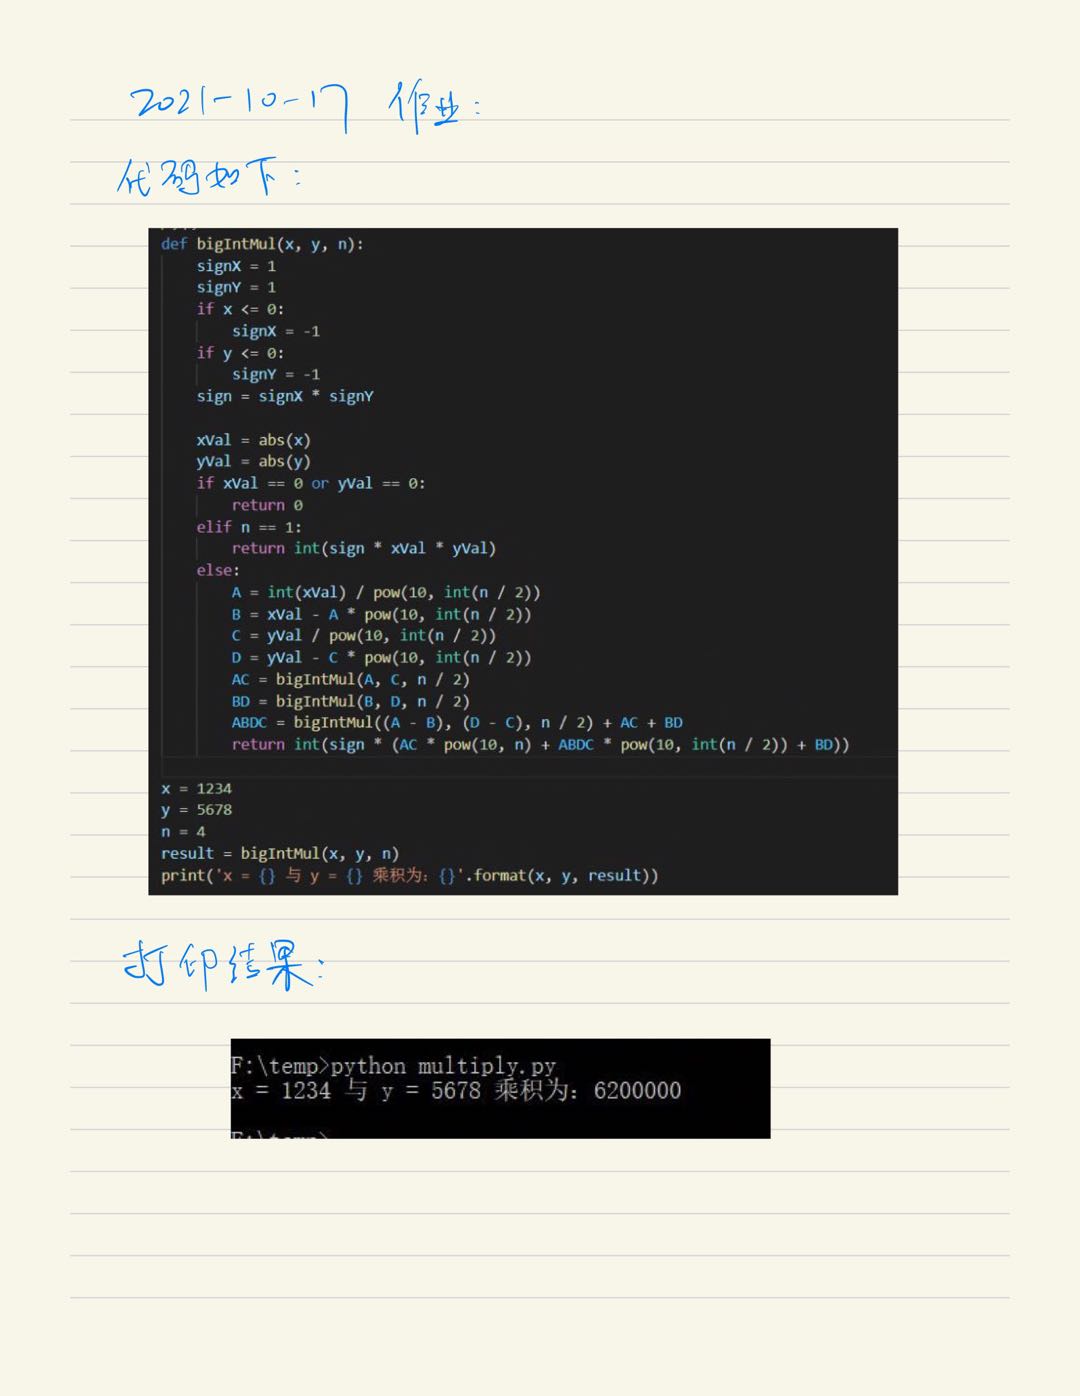 2021-10-17 作业：
代码如下：
def bigIntMul(x, y, n):
signX = 1
signY = 1
if x <= 0:
signX = -1
if y <= 0:
signY = -1
sign = signX * signY
xVal = abs(x)
yVal = abs(y)
if xVal == 0 or yVal == 0:
return 0
elif n == 1:
return int(sign * xVal * yVal)
else:
A = int(xVal) / pow(10, int(n / 2))
B = xVal - A * pow(10, int(n / 2))
C = yVal / pow(10, int(n / 2))
D = yVal - C * pow(10, int(n / 2))
AC = bigIntMul(A, C, n / 2)
BD = bigIntMul(B, D, n / 2)
ABDC = bigIntMul((A - B), (D - C), n / 2) + AC + BD
return int(sign * (AC * pow(10, n) + ABDC * pow(10, int(n / 2)) + BD))
x = 1234
y = 5678
n = 4
result = bigIntMul(x, y, n)
print('x = {} 与 y = {} 乘积为: {}'.format(x, y, result))
打印结果：
F:\temp>python multiply.py
x = 1234 与 y = 5678 乘积为: 6200000